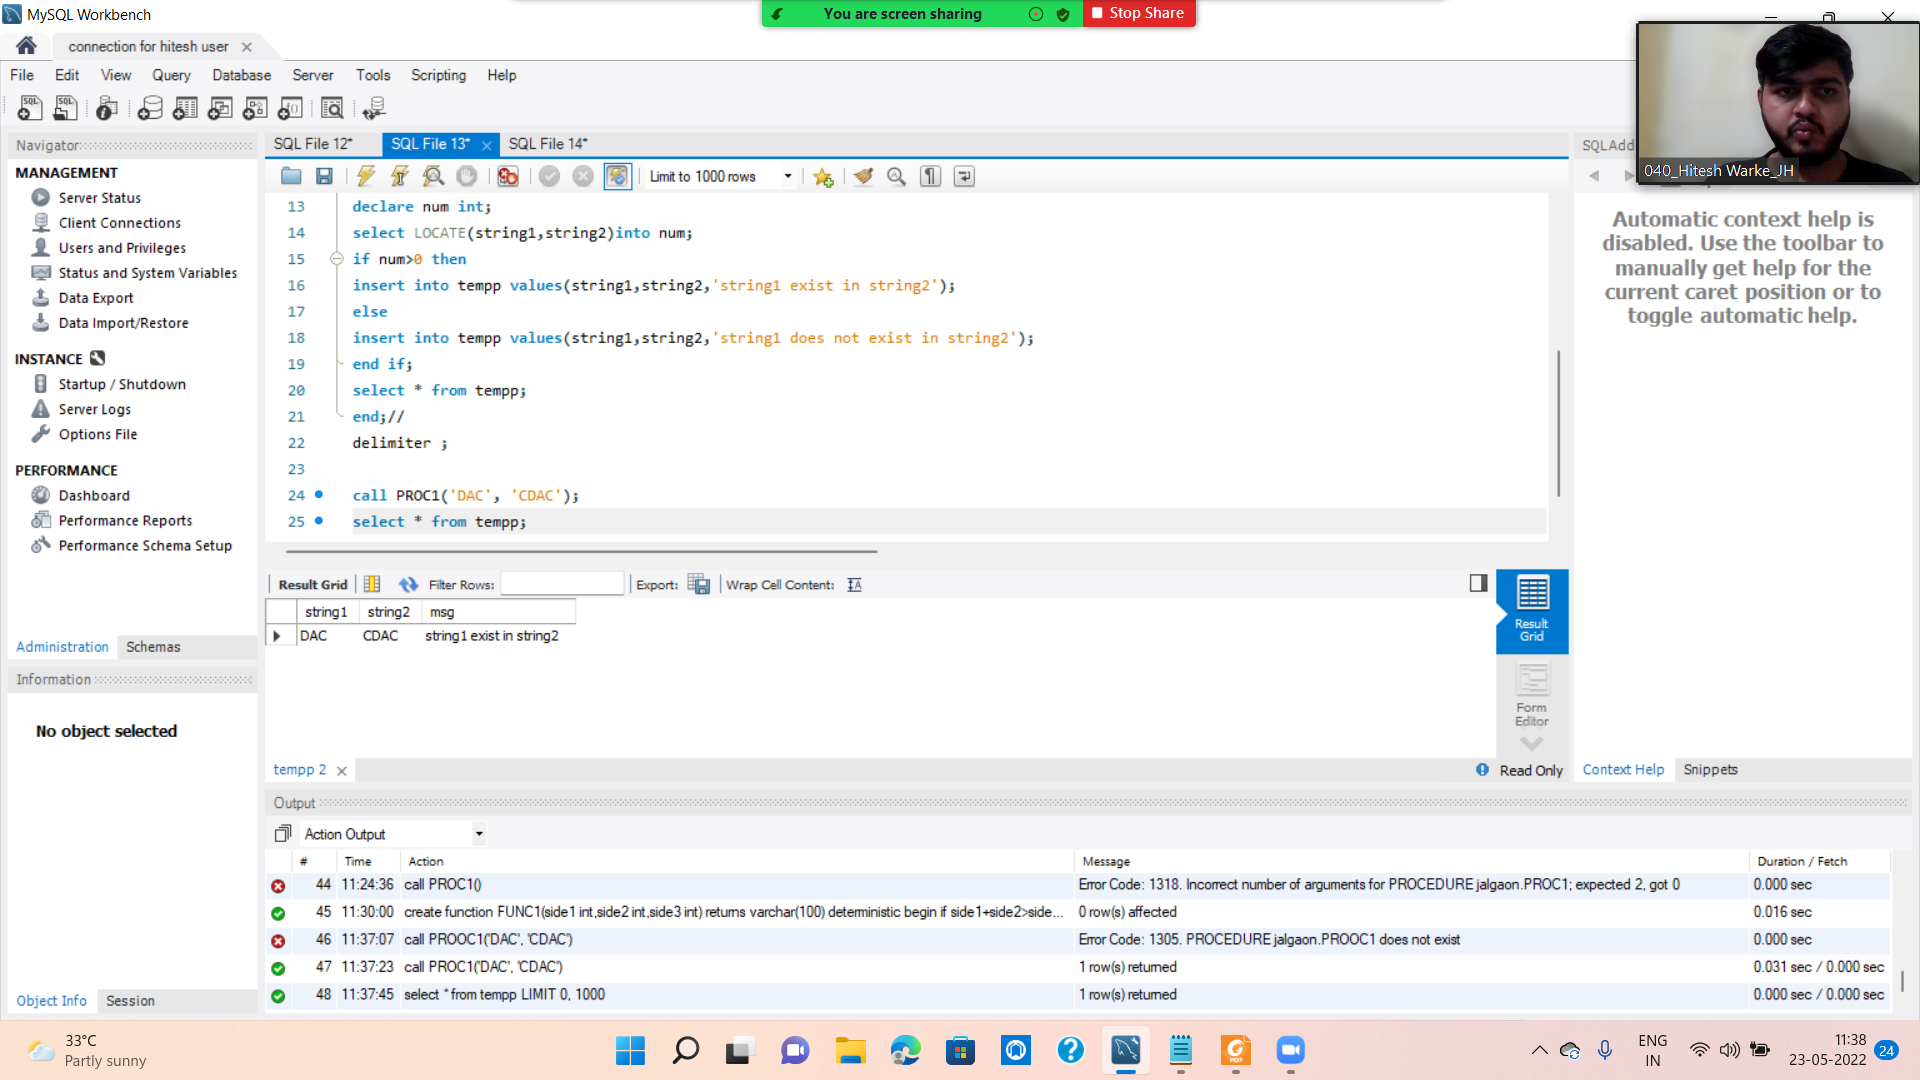 MySQL Workbench
You are screen sharing
Stop Share
connection for hitesh user
File Edit View Query Database Server Tools Scripting Help
040_Hitesh Warke_JH
Navigator
MANAGEMENT
Server Status
Client Connections
Users and Privileges
Status and System Variables
Data Export
Data Import/Restore
INSTANCE
Startup / Shutdown
Server Logs
Options File
PERFORMANCE
Dashboard
Performance Reports
Performance Schema Setup
Administration Schemas
Information
No object selected
Object Info Session
SQL File 12* SQL File 13* SQL File 14*
Limit to 1000 rows
13 declare num int;
14 select LOCATE(string1,string2)into num;
15 if num>0 then
16 insert into tempp values(string1,string2,'string1 exist in string2');
17 else
18 insert into tempp values(string1,string2,'string1 does not exist in string2');
19 end if;
20 select * from tempp;
21 end;//
22 delimiter ;
23
24 call PROC1('DAC', 'CDAC');
25 select * from tempp;
Result Grid Filter Rows: Export: Wrap Cell Content:
string1 string2 msg
DAC CDAC string1 exist in string2
Result
Grid
Form
Editor
tempp 2
Read Only
SQLAdd
Automatic context help is
disabled. Use the toolbar to
manually get help for the
current caret position or to
toggle automatic help.
Context Help Snippets
Output
Action Output
# Time Action Message Duration / Fetch
44 11:24:36 call PROC1() Error Code: 1318. Incorrect number of arguments for PROCEDURE jalgaon.PROC1; expected 2, got 0 0.000 sec
45 11:30:00 create function FUNC1(side1 int,side2 int,side3 int) returns varchar(100) deterministic begin if side1+side2>side... 0 row(s) affected 0.016 sec
46 11:37:07 call PROOC1('DAC', 'CDAC') Error Code: 1305. PROCEDURE jalgaon.PROOC1 does not exist 0.000 sec
47 11:37:23 call PROC1('DAC', 'CDAC') 1 row(s) returned 0.031 sec / 0.000 sec
48 11:37:45 select * from tempp LIMIT 0, 1000 1 row(s) returned 0.000 sec / 0.000 sec
33°C
Partly sunny
ENG
IN
11:38
23-05-2022
24